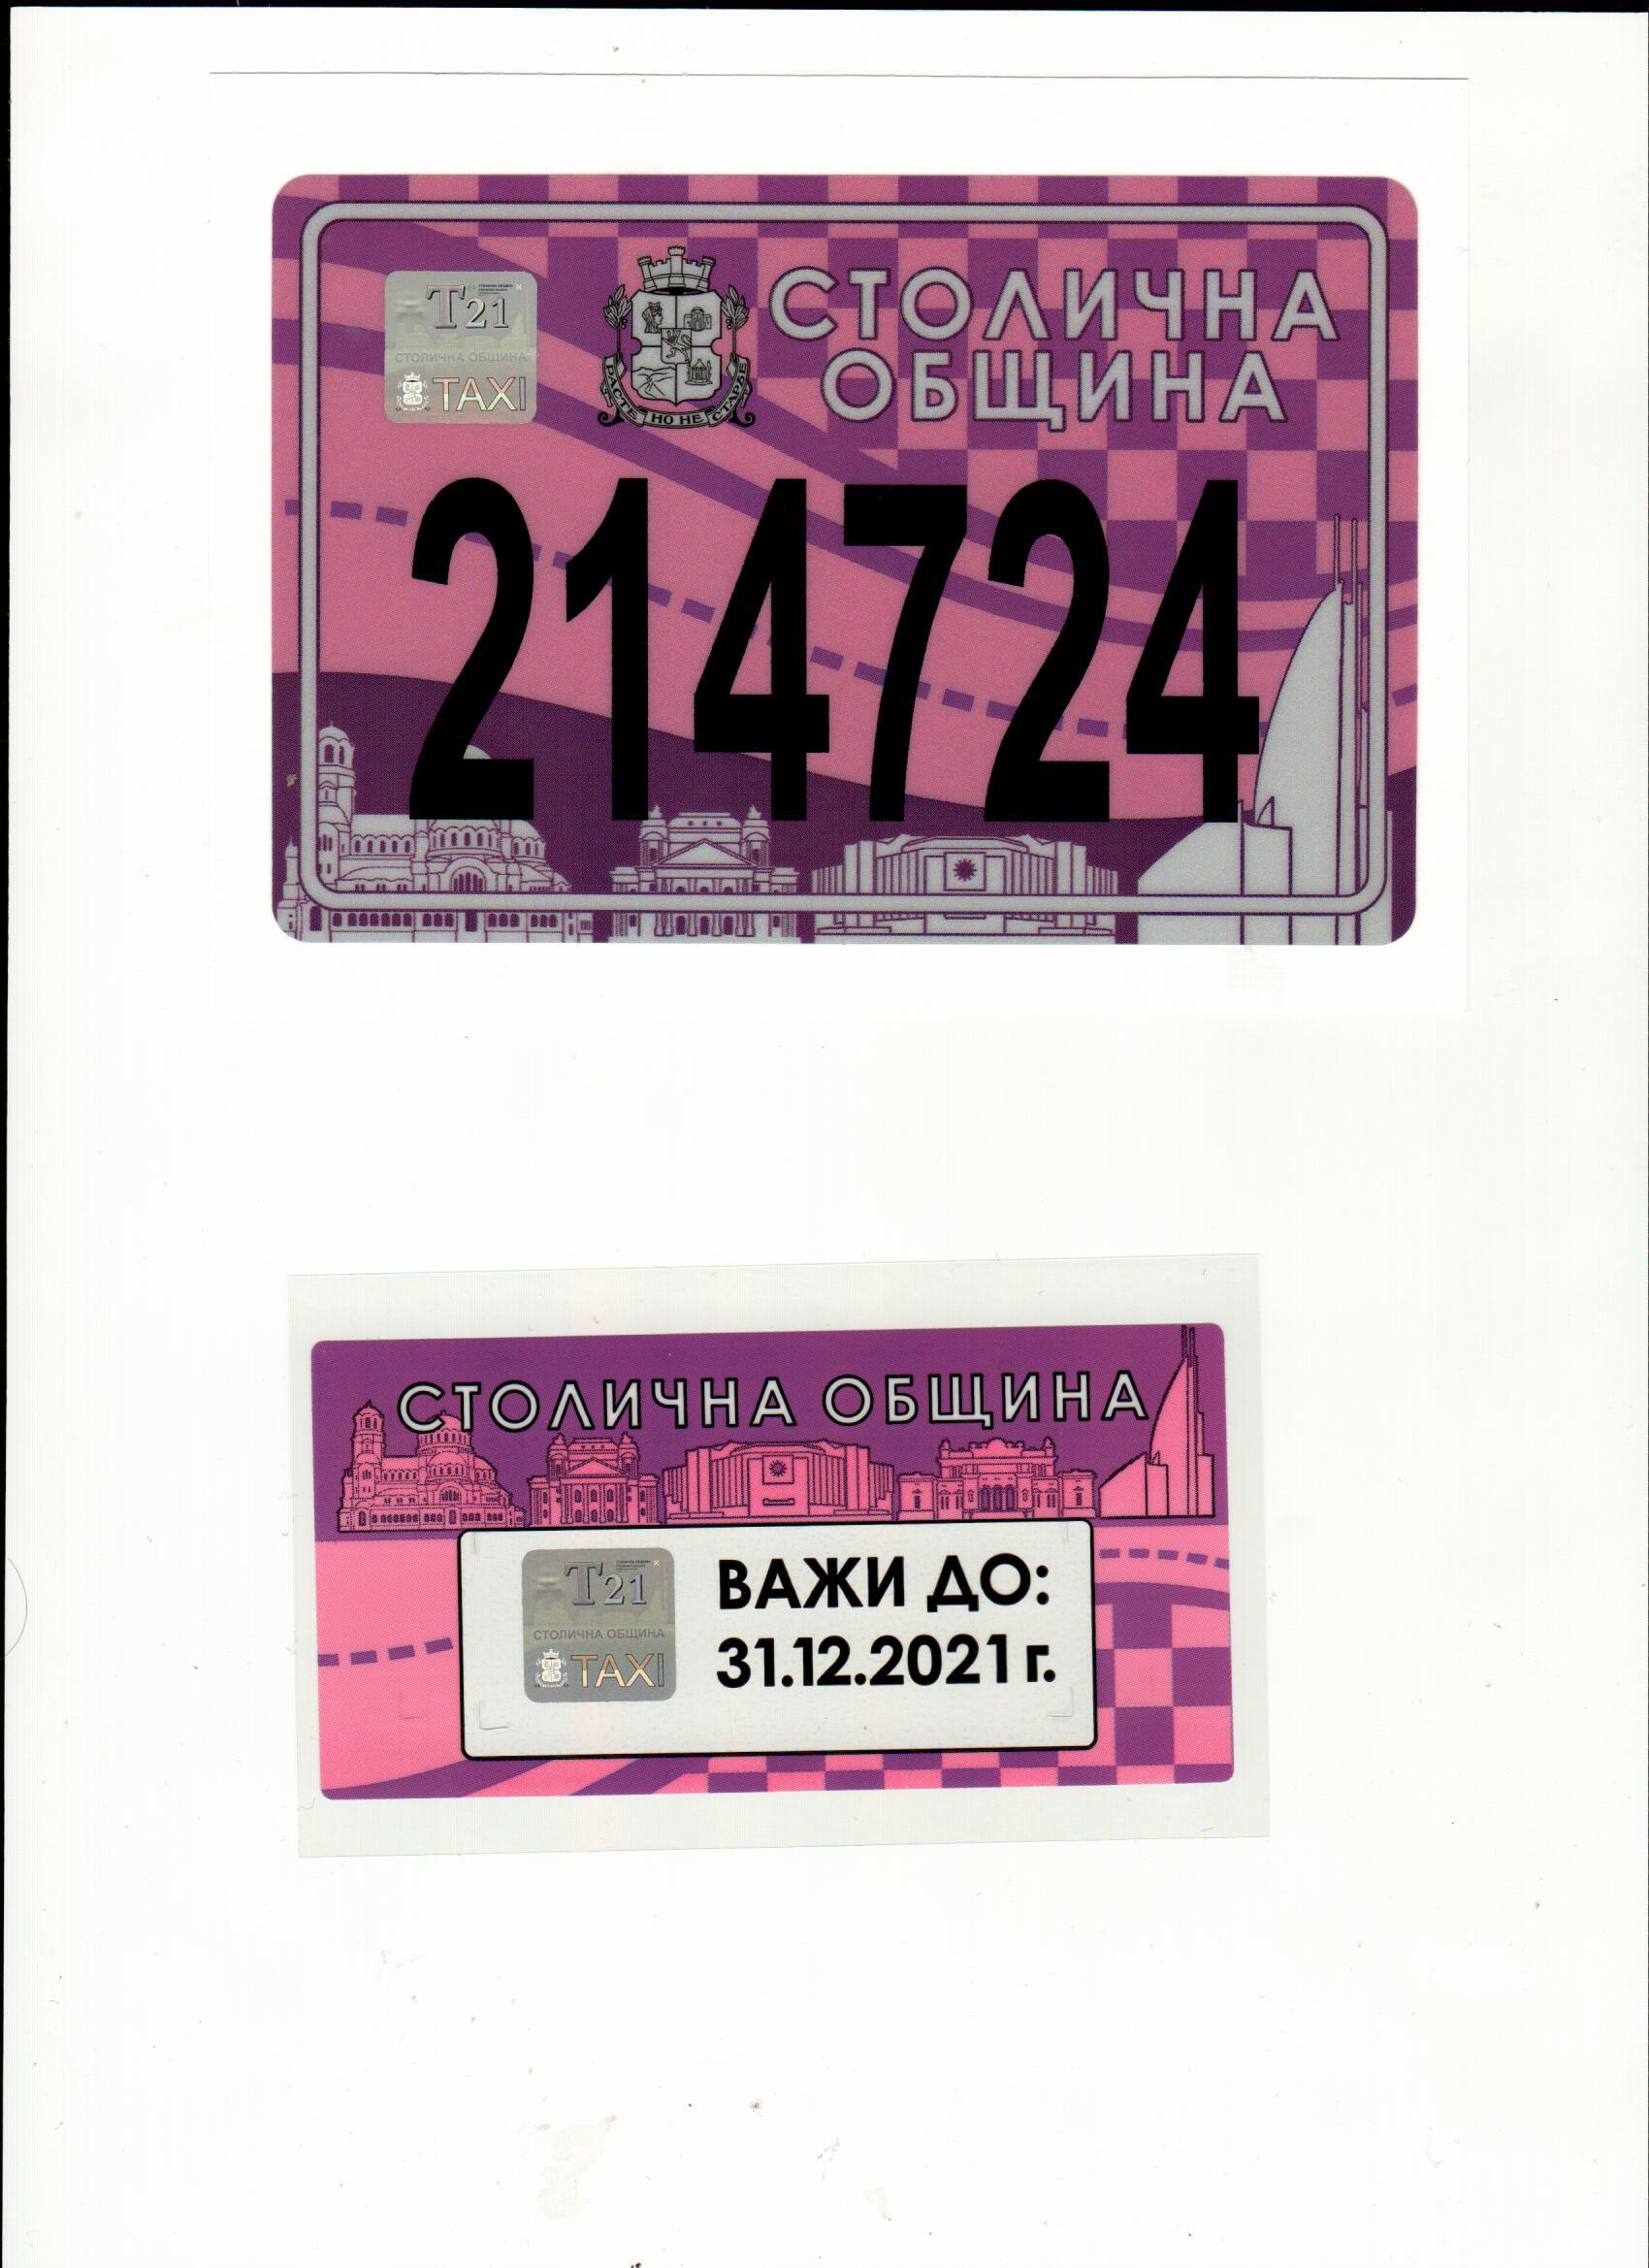 T21
СТОЛИЧНА ОБЩИНА
TAXI
РАСТЕ НО НЕ СТАРѢЕ
СТОЛИЧНА
ОБЩИНА
214724
СТОЛИЧНА ОБЩИНА
T21
СТОЛИЧНА ОБЩИНА
TAXI
ВАЖИ ДО:
31.12.2021 г.